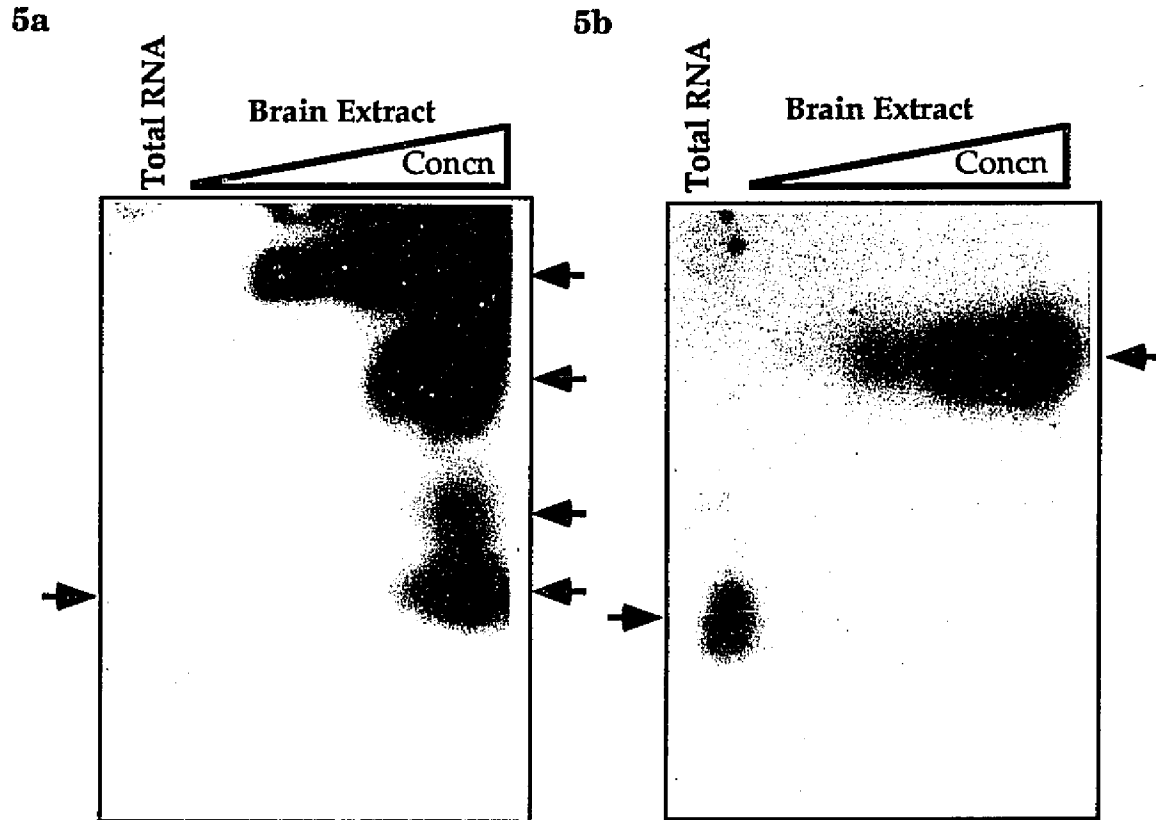 5a
Total RNA
Brain Extract
Concn
5b
Total RNA
Brain Extract
Concn